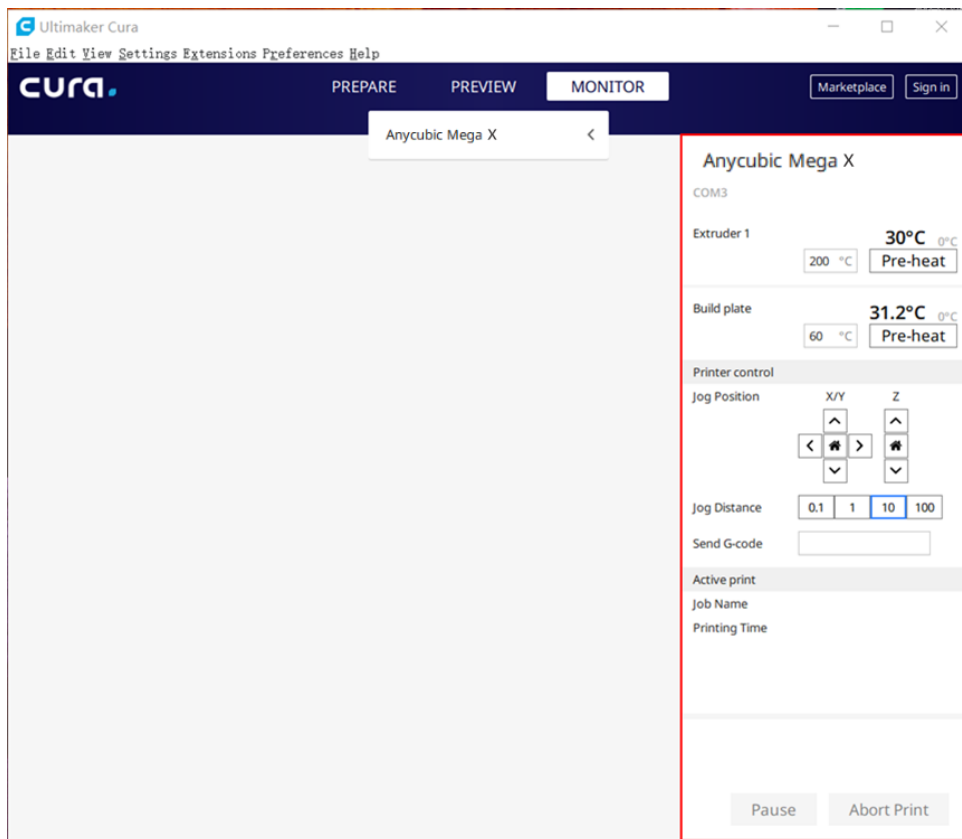 Ultimaker Cura
File Edit View Settings Extensions Preferences Help
cura. PREPARE PREVIEW MONITOR Marketplace Sign in
Anycubic Mega X
Anycubic Mega X
COM3
Extruder 1 30°C 0°C
200 °C Pre-heat
Build plate 31.2°C 0°C
60 °C Pre-heat
Printer control
Jog Position X/Y Z
Jog Distance 0.1 1 10 100
Send G-code
Active print
Job Name
Printing Time
Pause Abort Print